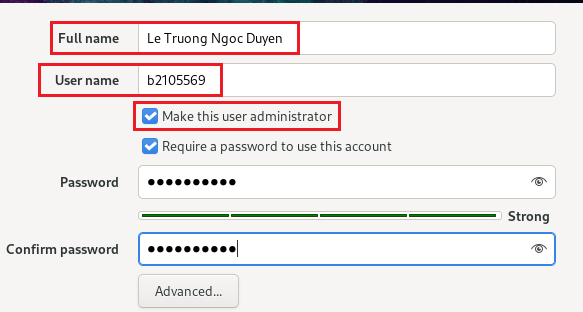 Full name Le Truong Ngoc Duyen
User name b2105569
Make this user administrator
Require a password to use this account
Password ●●●●●●●●●●
Strong
Confirm password ●●●●●●●●●●
Advanced...